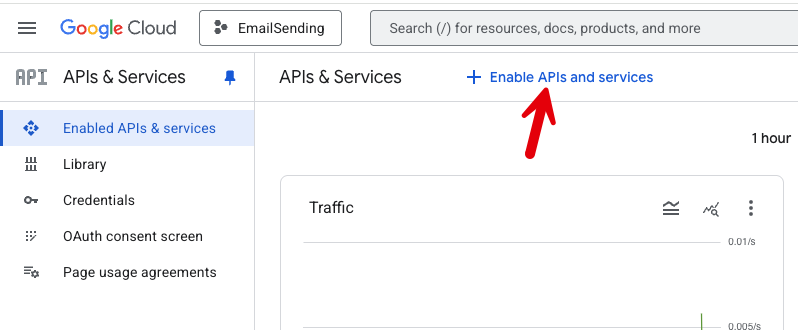 Google Cloud
EmailSending
Search (/) for resources, docs, products, and more
API
APIs & Services
APIs & Services
+ Enable APIs and services
Enabled APIs & services
Library
Credentials
OAuth consent screen
Page usage agreements
1 hour
Traffic
0.01/s
0.005/s